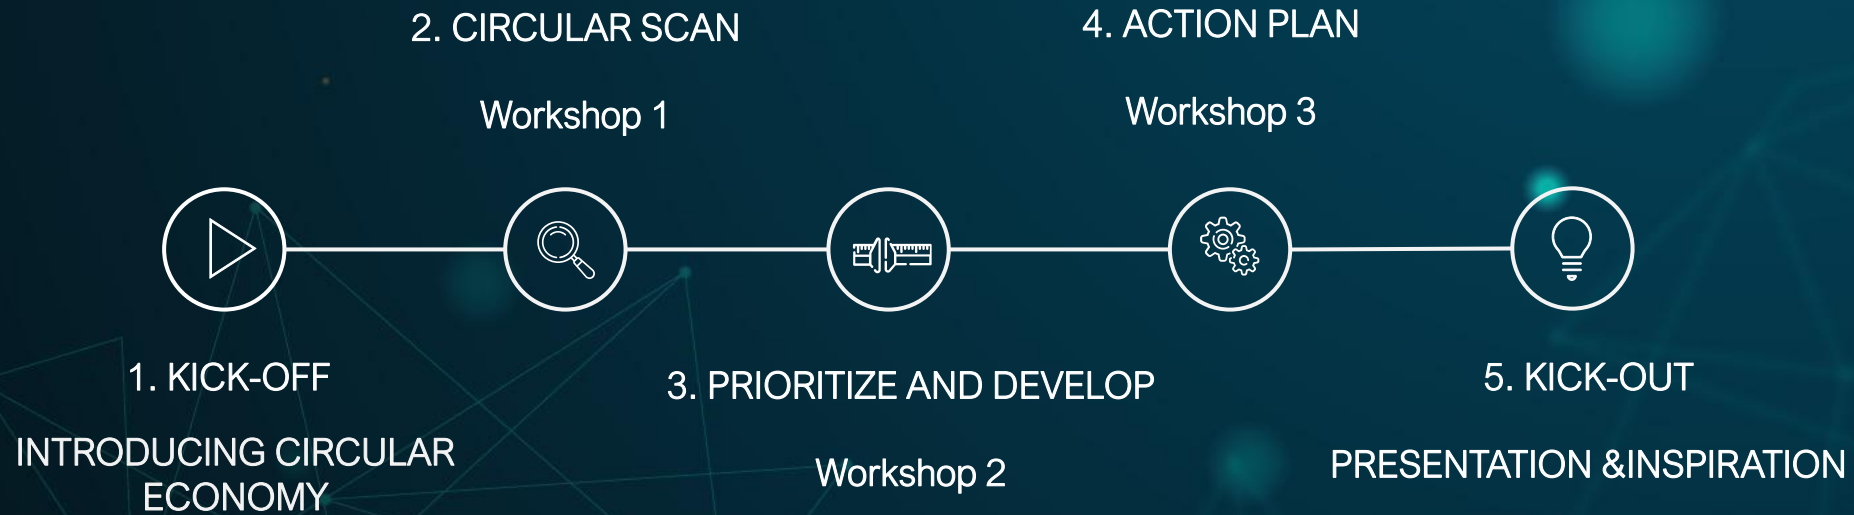 2. CIRCULAR SCAN
Workshop 1
4. ACTION PLAN
Workshop 3
1. KICK-OFF
INTRODUCING CIRCULAR
ECONOMY
3. PRIORITIZE AND DEVELOP
Workshop 2
5. KICK-OUT
PRESENTATION &INSPIRATION